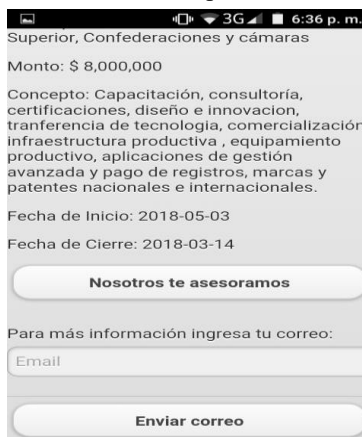 3G 6:36 p. m.
Superior, Confederaciones y cámaras
Monto: $ 8,000,000
Concepto: Capacitación, consultoría,
certificaciones, diseño e innovacion,
tranferencia de tecnologia, comercialización
infraestructura productiva , equipamiento
productivo, aplicaciones de gestión
avanzada y pago de registros, marcas y
patentes nacionales e internacionales.
Fecha de Inicio: 2018-05-03
Fecha de Cierre: 2018-03-14
Nosotros te asesoramos
Para más información ingresa tu correo:
Email
Enviar correo